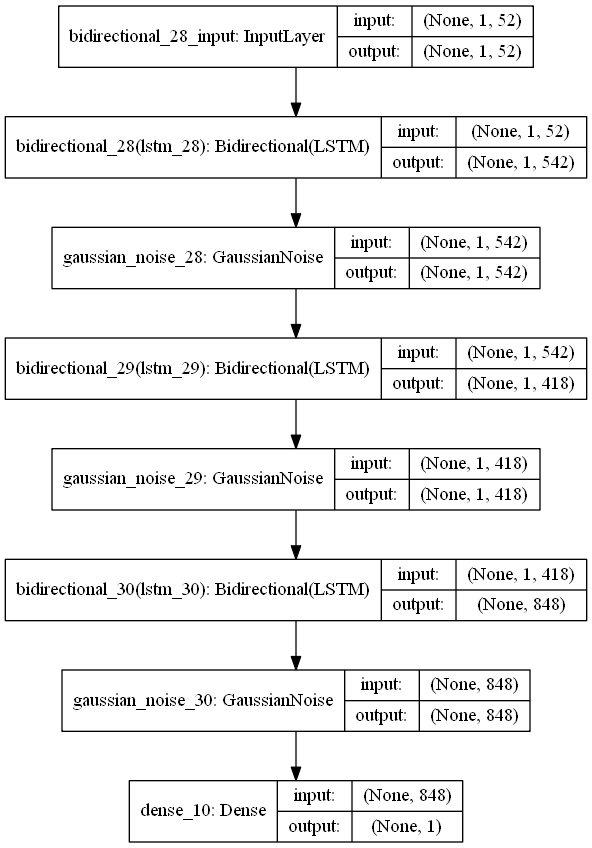 bidirectional_28_input: InputLayer
input: (None, 1, 52)
output: (None, 1, 52)
bidirectional_28(lstm_28): Bidirectional(LSTM)
input: (None, 1, 52)
output: (None, 1, 542)
gaussian_noise_28: GaussianNoise
input: (None, 1, 542)
output: (None, 1, 542)
bidirectional_29(lstm_29): Bidirectional(LSTM)
input: (None, 1, 542)
output: (None, 1, 418)
gaussian_noise_29: GaussianNoise
input: (None, 1, 418)
output: (None, 1, 418)
bidirectional_30(lstm_30): Bidirectional(LSTM)
input: (None, 1, 418)
output: (None, 848)
gaussian_noise_30: GaussianNoise
input: (None, 848)
output: (None, 848)
dense_10: Dense
input: (None, 848)
output: (None, 1)